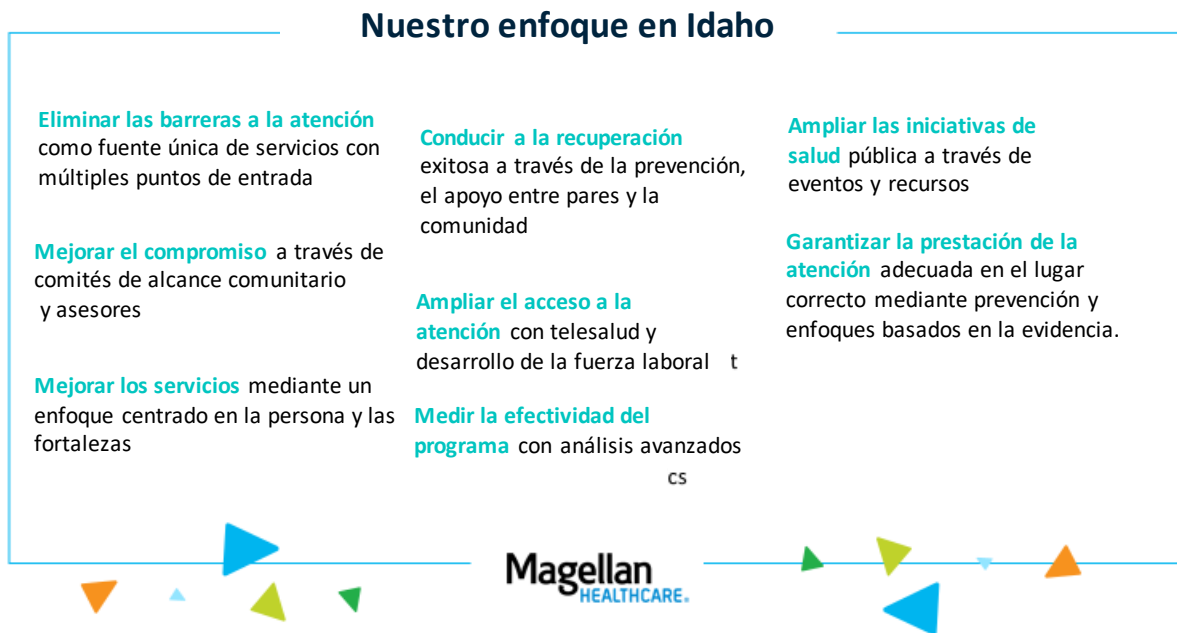 Nuestro enfoque en Idaho
Eliminar las barreras a la atención
como fuente única de servicios con
múltiples puntos de entrada
Mejorar el compromiso a través de
comités de alcance comunitario
y asesores
Mejorar los servicios mediante un
enfoque centrado en la persona y las
fortalezas
Conducir a la recuperación
exitosa a través de la prevención,
el apoyo entre pares y la
comunidad
Ampliar el acceso a la
atención con telesalud y
desarrollo de la fuerza laboral t
Medir la efectividad del
programa con análisis avanzados
cs
Ampliar las iniciativas de
salud pública a través de
eventos y recursos
Garantizar la prestación de la
atención adecuada en el lugar
correcto mediante prevención y
enfoques basados en la evidencia.
Magellan
HEALTHCARE®